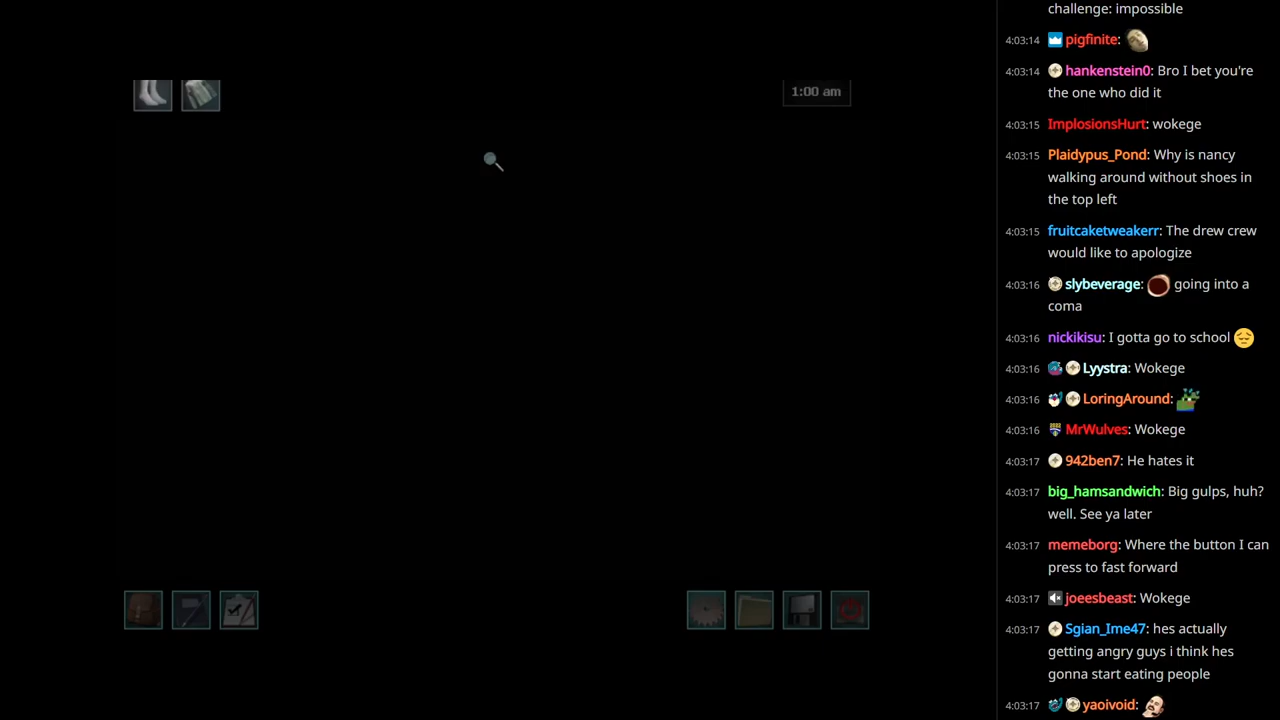 1:00 am
challenge: impossible
4:03:14 pigfinite:
4:03:14 hankenstein0: Bro I bet you're
the one who did it
4:03:15 ImplosionsHurt: wokege
4:03:15 Plaidypus_Pond: Why is nancy
walking around without shoes in
the top left
4:03:15 fruitcaketweakerr: The drew crew
would like to apologize
4:03:16 slybeverage: going into a
coma
4:03:16 nickikisu: I gotta go to school
4:03:16 Lyystra: Wokege
4:03:16 LoringAround:
4:03:16 MrWulves: Wokege
4:03:17 942ben7: He hates it
4:03:17 big_hamsandwich: Big gulps, huh?
well. See ya later
4:03:17 memeborg: Where the button I can
press to fast forward
4:03:17 joeesbeast: Wokege
4:03:17 Sgian_Ime47: hes actually
getting angry guys i think hes
gonna start eating people
4:03:17 yaoivoid: